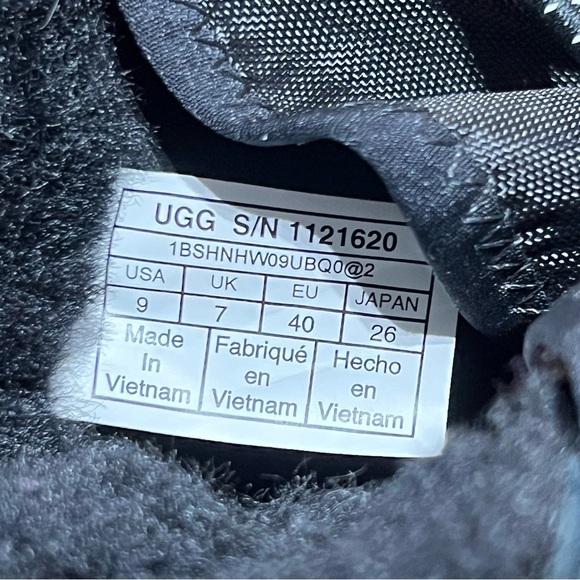 UGG S/N 1121620
1BSHNHW09UBQ0@2
USA UK EU JAPAN
9 7 40 26
Made Fabriqué Hecho
In en en
Vietnam Vietnam Vietnam